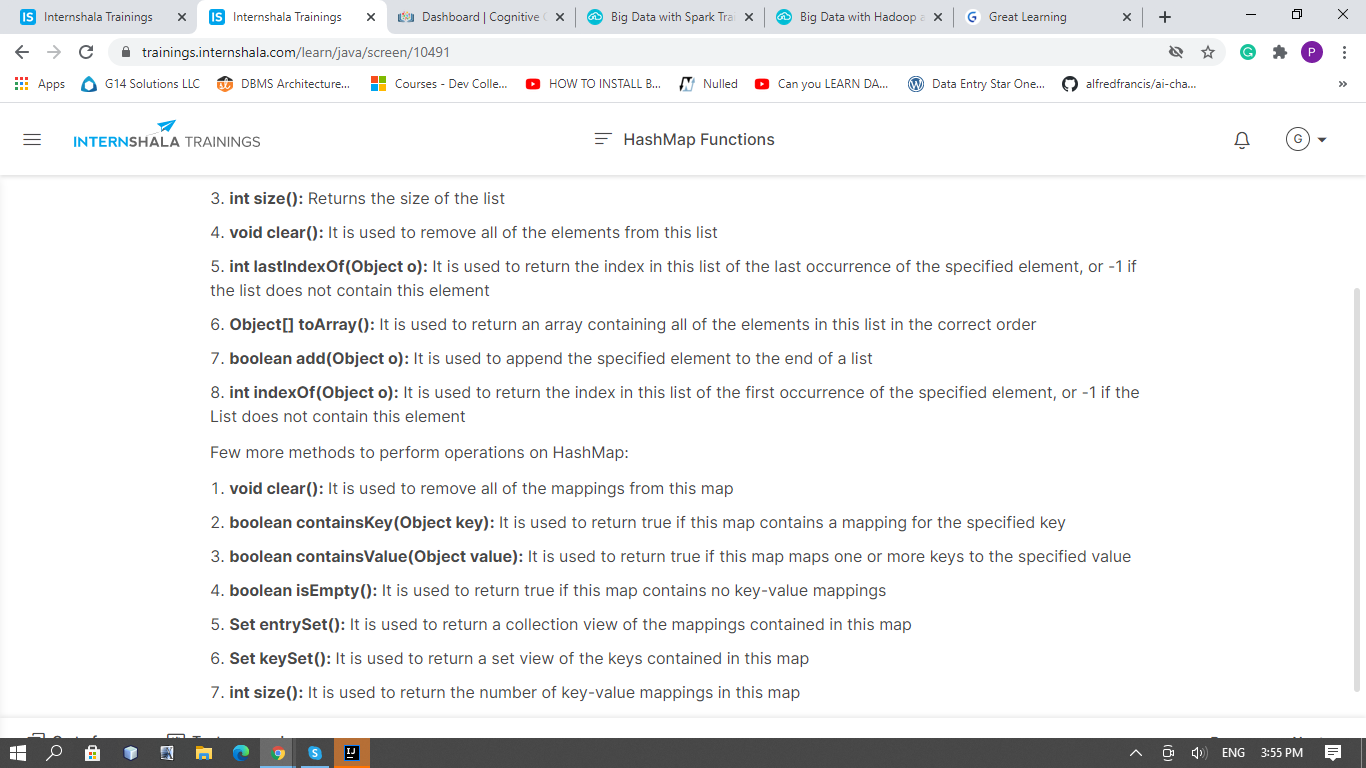 Internshala Trainings
Internshala Trainings
Dashboard | Cognitive
Big Data with Spark Tra
Big Data with Hadoop a
Great Learning
trainings.internshala.com/learn/java/screen/10491
P
Apps
G14 Solutions LLC
DBMS Architecture...
Courses - Dev Colle...
HOW TO INSTALL B...
Nulled
Can you LEARN DA...
Data Entry Star One...
alfredfrancis/ai-cha...
»
INTERNSHALA TRAININGS
HashMap Functions
G
3. int size(): Returns the size of the list
4. void clear(): It is used to remove all of the elements from this list
5. int lastIndexOf(Object o): It is used to return the index in this list of the last occurrence of the specified element, or -1 if
the list does not contain this element
6. Object[] toArray(): It is used to return an array containing all of the elements in this list in the correct order
7. boolean add(Object o): It is used to append the specified element to the end of a list
8. int indexOf(Object o): It is used to return the index in this list of the first occurrence of the specified element, or -1 if the
List does not contain this element
Few more methods to perform operations on HashMap:
1. void clear(): It is used to remove all of the mappings from this map
2. boolean containsKey(Object key): It is used to return true if this map contains a mapping for the specified key
3. boolean containsValue(Object value): It is used to return true if this map maps one or more keys to the specified value
4. boolean isEmpty(): It is used to return true if this map contains no key-value mappings
5. Set entrySet(): It is used to return a collection view of the mappings contained in this map
6. Set keySet(): It is used to return a set view of the keys contained in this map
7. int size(): It is used to return the number of key-value mappings in this map
ENG
3:55 PM